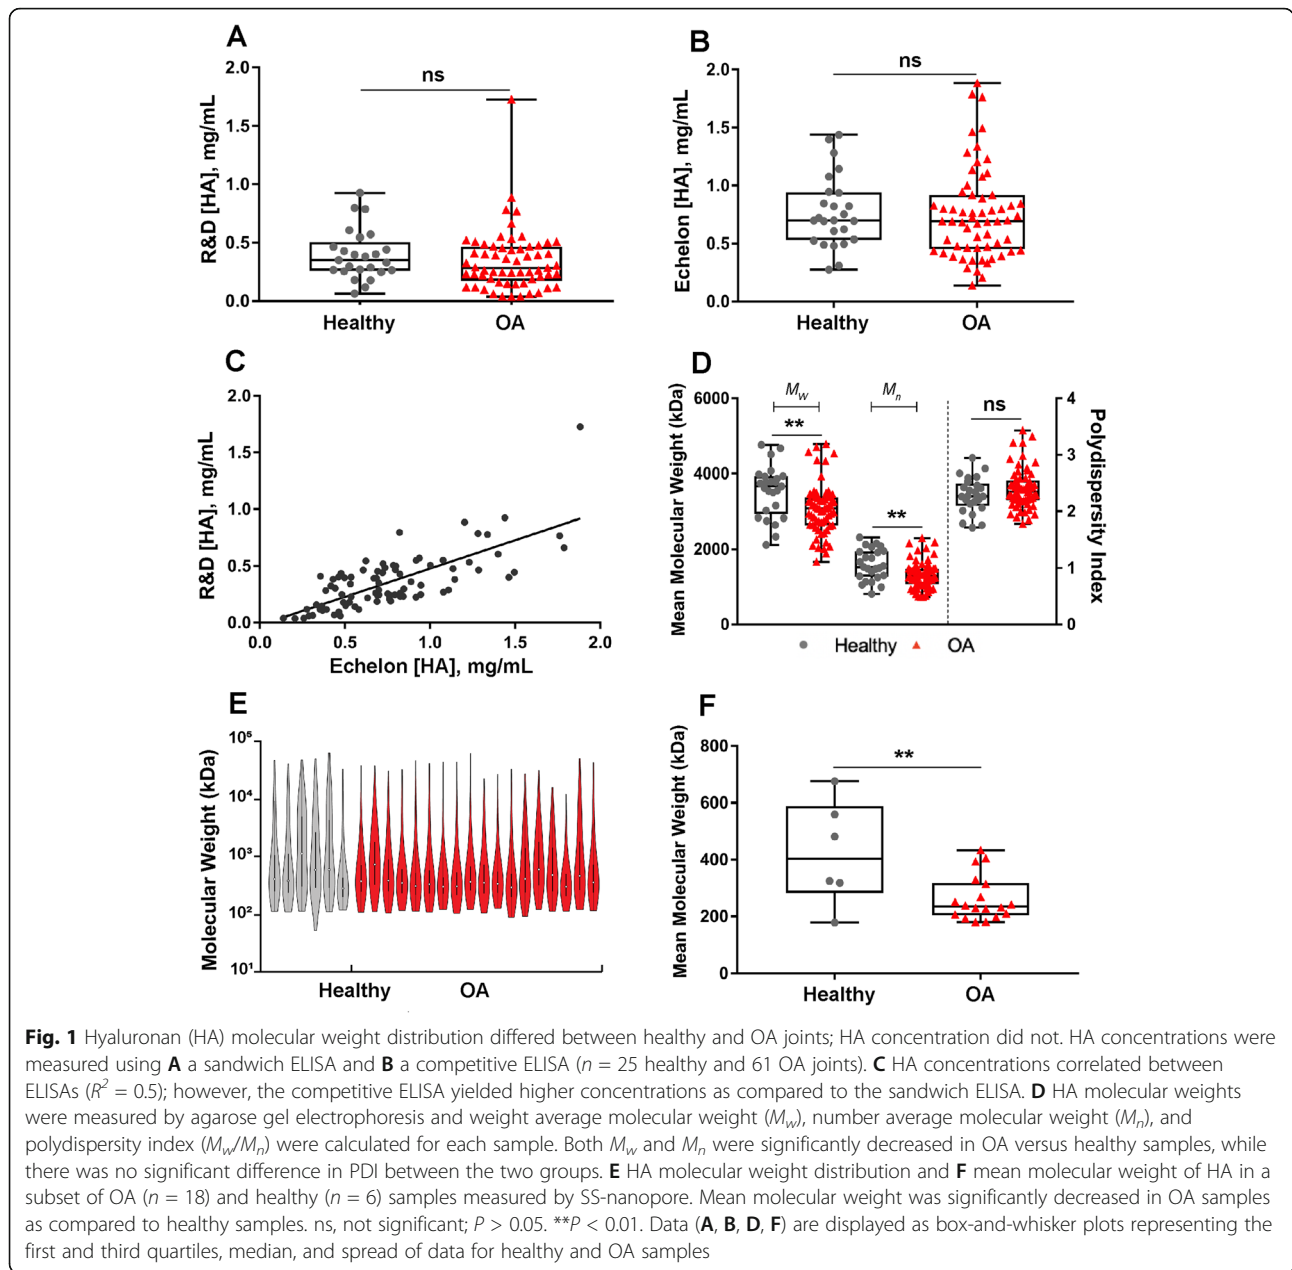 A
ns
2.0
1.5
1.0
0.5
0.0
R&D [HA], mg/mL
Healthy
OA
B
ns
2.0
1.5
1.0
0.5
0.0
Echelon [HA], mg/mL
Healthy
OA
C
2.0
1.5
1.0
0.5
0.0
R&D [HA], mg/mL
0.0
0.5
1.0
1.5
2.0
Echelon [HA], mg/mL
D
6000
4000
2000
0
Mean Molecular Weight (kDa)
Mw
**
Mn
**
ns
4
3
2
1
0
Polydispersity Index
Healthy
OA
E
10⁵
10⁴
10³
10²
10¹
Molecular Weight (kDa)
Healthy
OA
F
800
600
400
200
0
Mean Molecular Weight (kDa)
**
Healthy
OA
Fig. 1 Hyaluronan (HA) molecular weight distribution differed between healthy and OA joints; HA concentration did not. HA concentrations were
measured using A a sandwich ELISA and B a competitive ELISA (n = 25 healthy and 61 OA joints). C HA concentrations correlated between
ELISAs (R² = 0.5); however, the competitive ELISA yielded higher concentrations as compared to the sandwich ELISA. D HA molecular weights
were measured by agarose gel electrophoresis and weight average molecular weight (Mw), number average molecular weight (Mn), and
polydispersity index (Mw/Mn) were calculated for each sample. Both Mw and Mn were significantly decreased in OA versus healthy samples, while
there was no significant difference in PDI between the two groups. E HA molecular weight distribution and F mean molecular weight of HA in a
subset of OA (n = 18) and healthy (n = 6) samples measured by SS-nanopore. Mean molecular weight was significantly decreased in OA samples
as compared to healthy samples. ns, not significant; P > 0.05. **P < 0.01. Data (A, B, D, F) are displayed as box-and-whisker plots representing the
first and third quartiles, median, and spread of data for healthy and OA samples